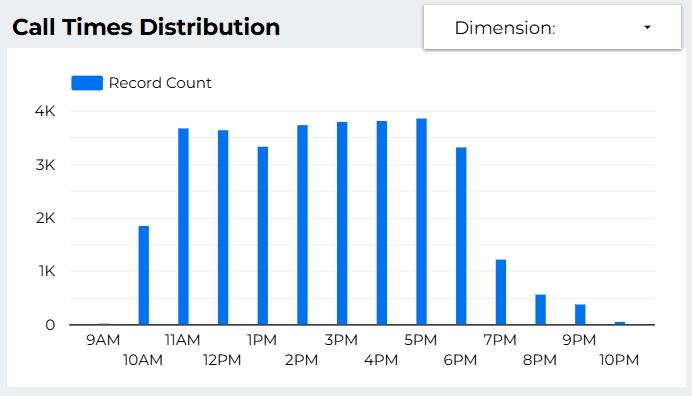 Call Times Distribution
Dimension:
Record Count
4K
3K
2K
1K
0
9AM 11AM 1PM 3PM 5PM 7PM 9PM
10AM 12PM 2PM 4PM 6PM 8PM 10PM